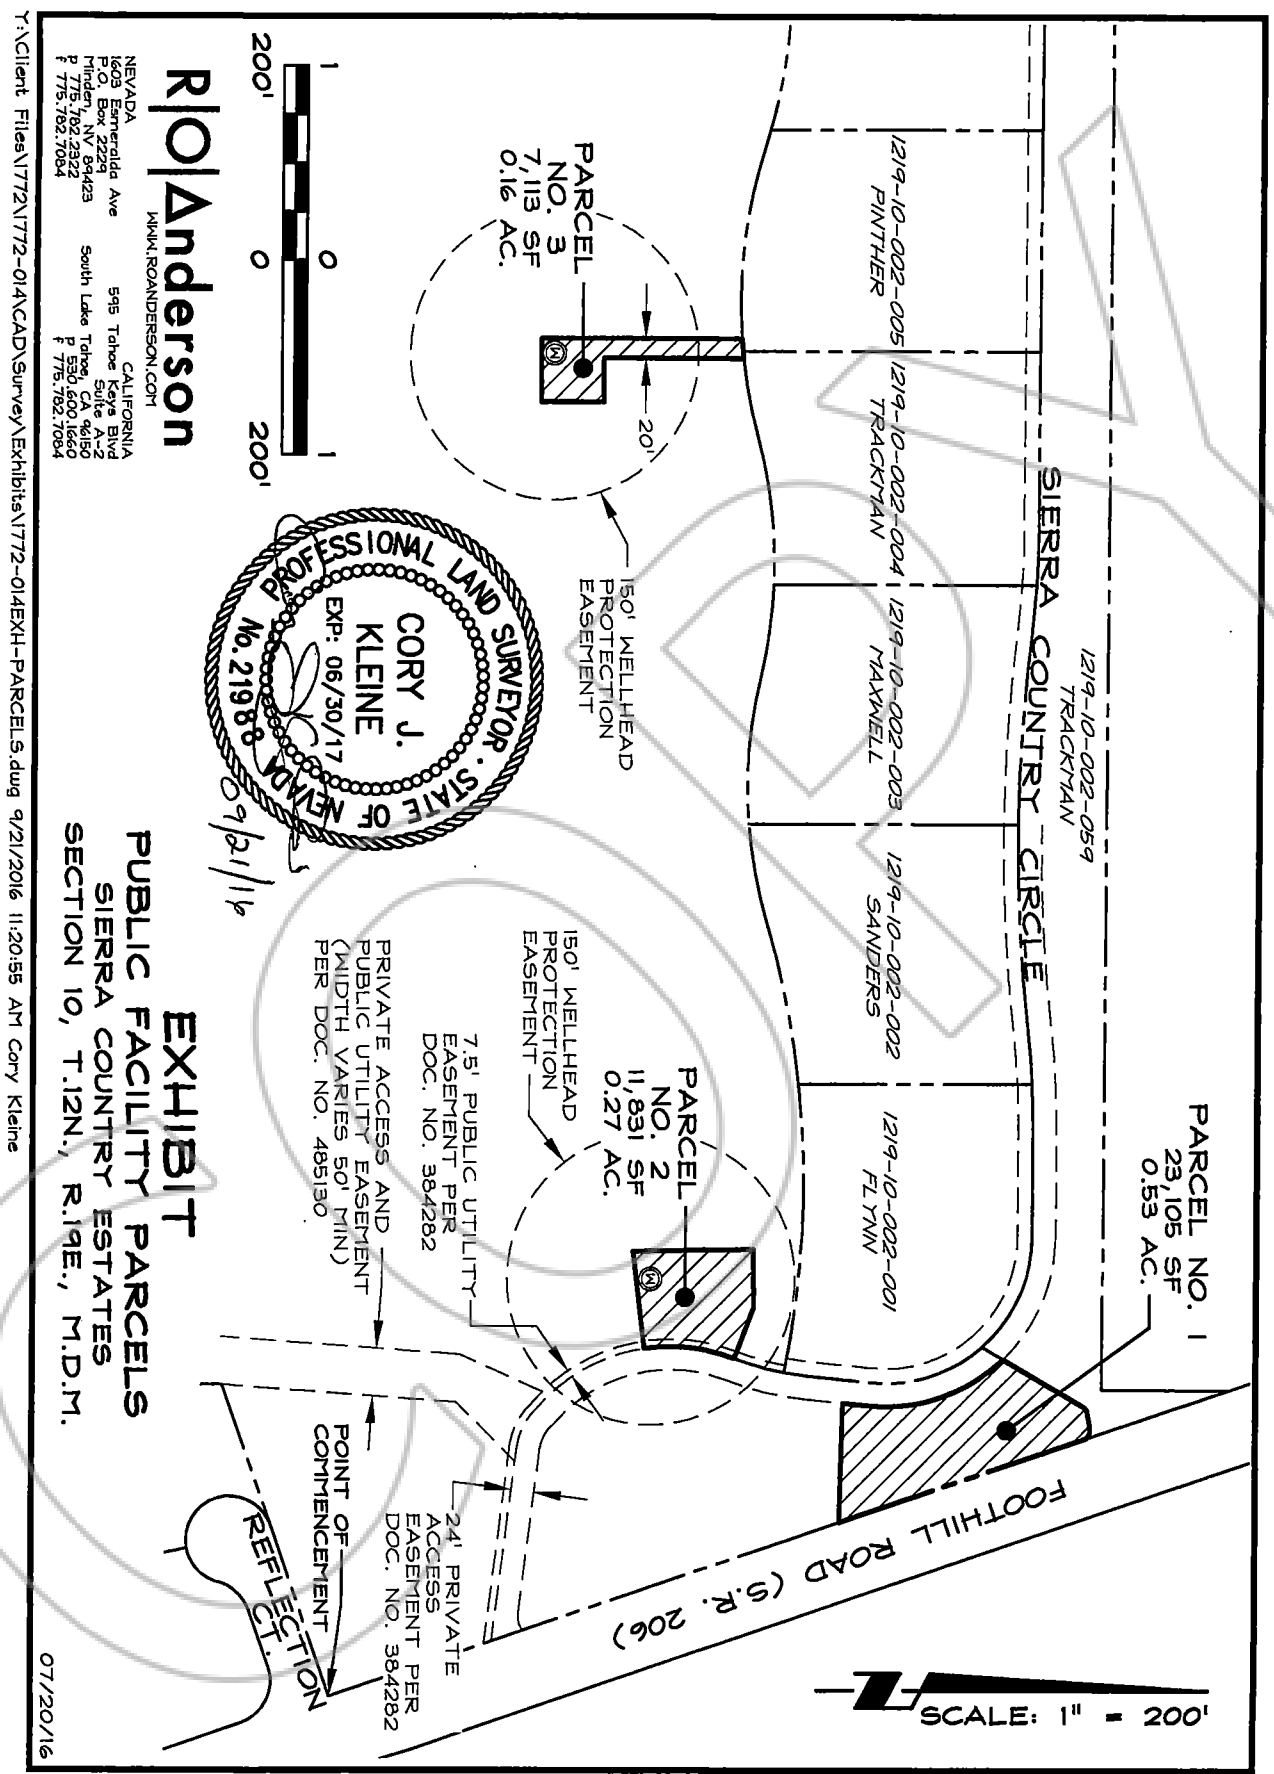 SCALE: 1" = 200'
PARCEL NO. 1
23,105 SF
0.53 AC.
FOOTHILL ROAD (S.R. 206)
1219-10-002-059
TRACKMAN
SIERRA COUNTRY CIRCLE
1219-10-002-005
PINTHER
1219-10-002-004
TRACKMAN
1219-10-002-003
MAXWELL
1219-10-002-002
SANDERS
1219-10-002-001
FLYNN
PARCEL
NO. 3
7,113 SF
0.16 AC.
W
20'
150' WELLHEAD
PROTECTION
EASEMENT
PARCEL
NO. 2
11,831 SF
0.27 AC.
W
150' WELLHEAD
PROTECTION
EASEMENT
7.5' PUBLIC UTILITY
EASEMENT PER
DOC. NO. 384282
PRIVATE ACCESS AND
PUBLIC UTILITY EASEMENT
(WIDTH VARIES 50' MIN)
PER DOC. NO. 485130
24' PRIVATE
ACCESS
EASEMENT PER
DOC. NO. 384282
POINT OF
COMMENCEMENT
REFLECTION
CT.
1 0 1
200' 0 200'
PROFESSIONAL LAND SURVEYOR · STATE OF NEVADA
CORY J.
KLEINE
EXP: 06/30/17
No. 21988
09/21/16
R|O|Anderson
WWW.ROANDERSON.COM
NEVADA
1603 Esmeralda Ave
P.O. Box 2229
Minden, NV 89423
p 775.782.2322
f 775.782.7084
CALIFORNIA
595 Tahoe Keys Blvd
Suite A-2
South Lake Tahoe, CA 96150
p 530.600.1660
f 775.782.7084
EXHIBIT
PUBLIC FACILITY PARCELS
SIERRA COUNTRY ESTATES
SECTION 10, T.12N., R.19E., M.D.M.
07/20/16
Y:\Client Files\1772\1772-014\CAD\Survey\Exhibits\1772-014EXH-PARCELS.dwg 9/21/2016 11:20:55 AM Cory Kleine
COPY